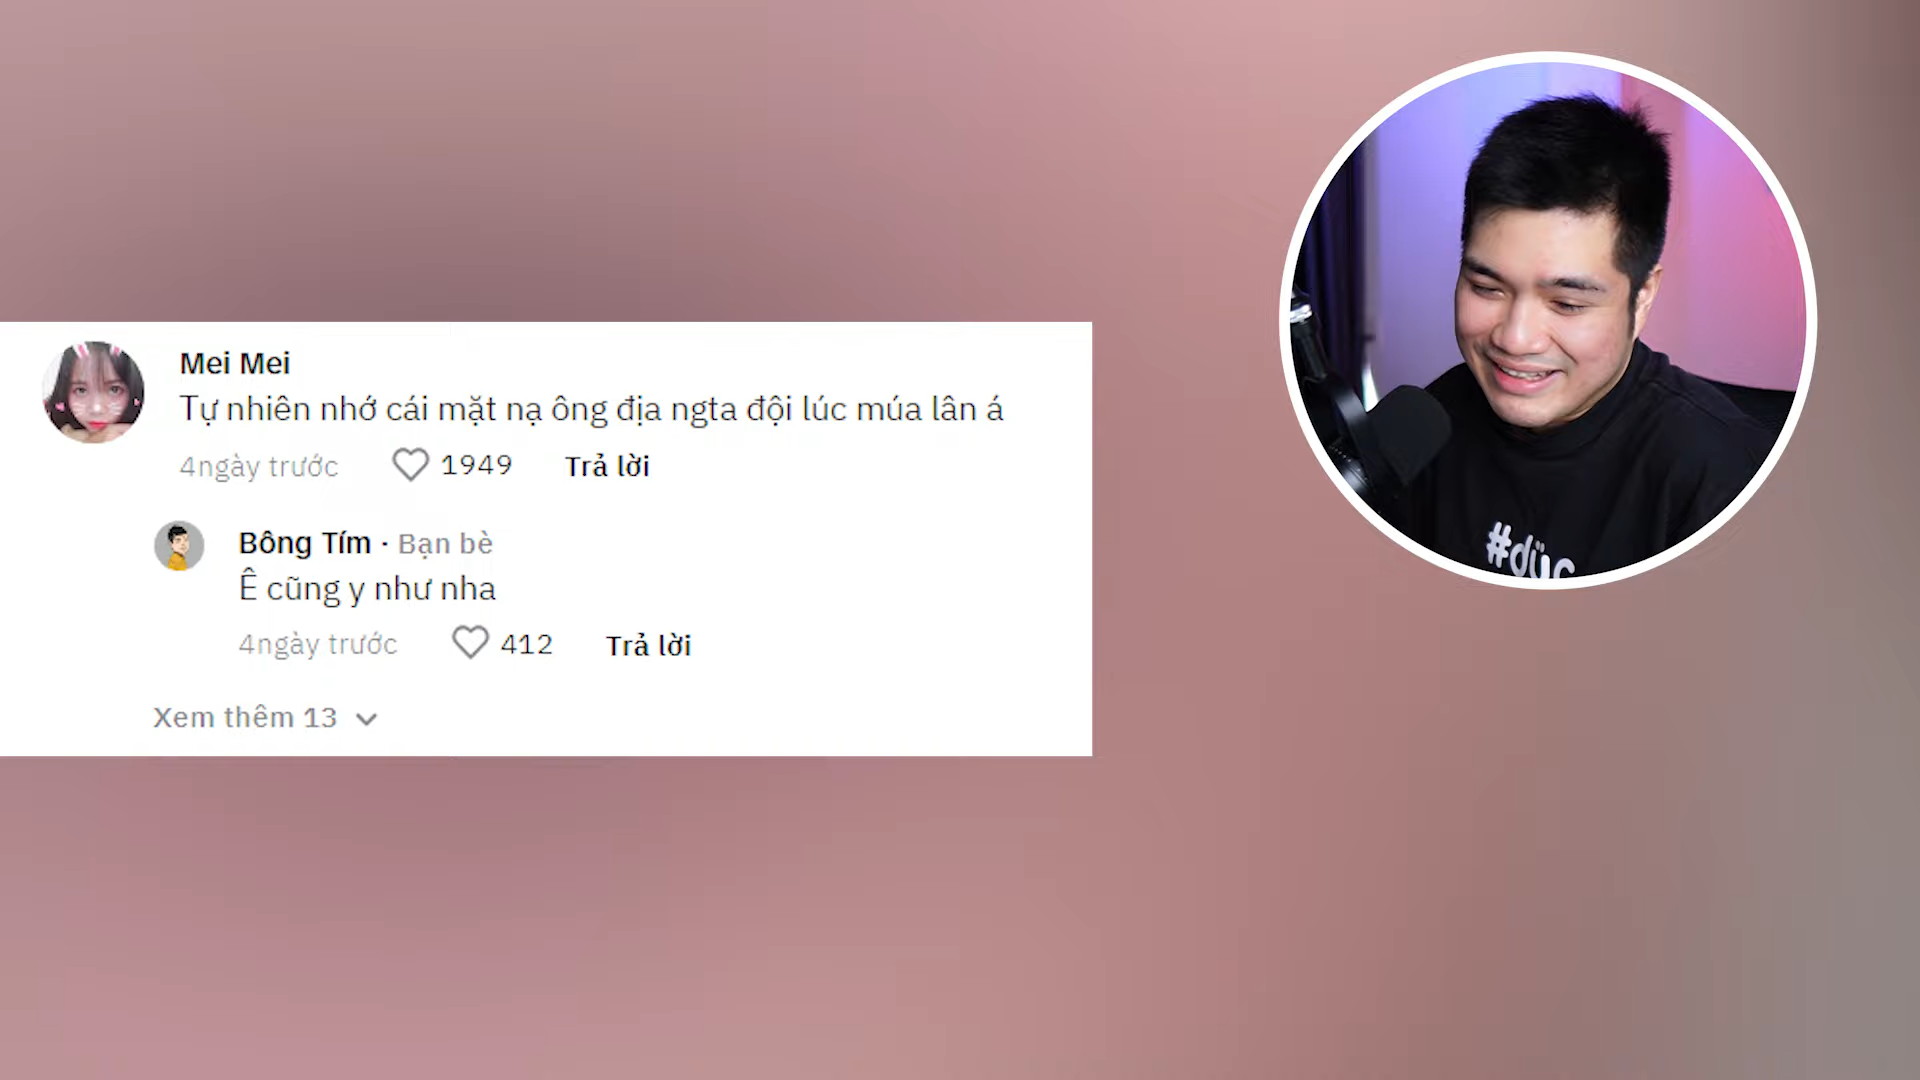 Mei Mei
Tự nhiên nhớ cái mặt nạ ông địa ngta đội lúc múa lân á
4ngày trước 1949 Trả lời
Bông Tím · Bạn bè
Ê cũng y như nha
4ngày trước 412 Trả lời
Xem thêm 13
#düc